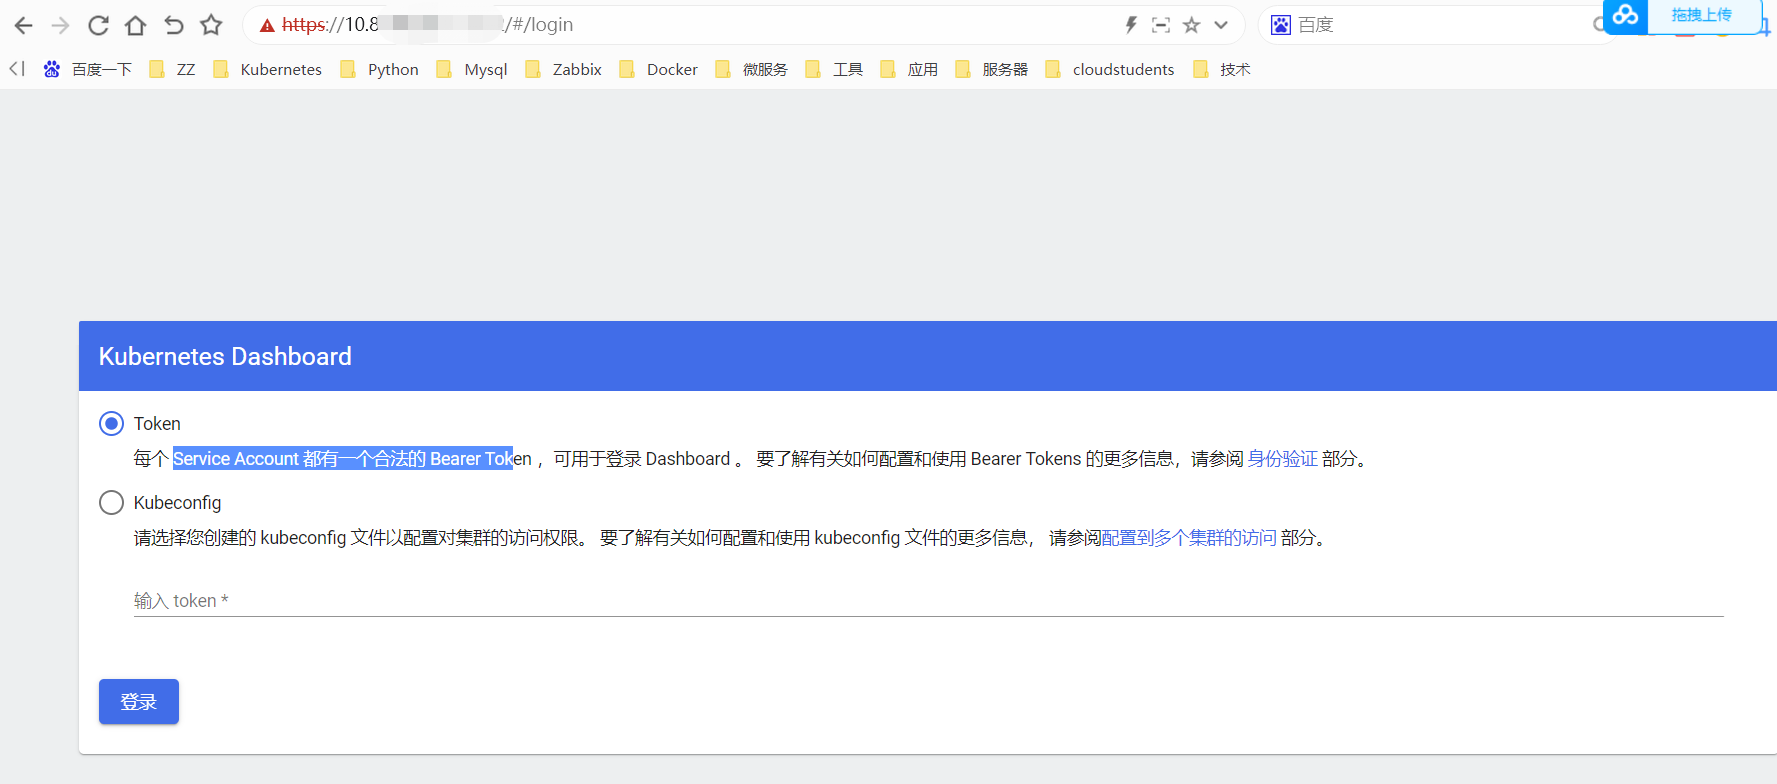 https://10.8 /#/login
百度
拖拽上传
百度一下 ZZ Kubernetes Python Mysql Zabbix Docker 微服务 工具 应用 服务器 cloudstudents 技术
Kubernetes Dashboard
Token
每个 Service Account 都有一个合法的 Bearer Token ，可用于登录 Dashboard 。 要了解有关如何配置和使用 Bearer Tokens 的更多信息，请参阅 身份验证 部分。
Kubeconfig
请选择您创建的 kubeconfig 文件以配置对集群的访问权限。 要了解有关如何配置和使用 kubeconfig 文件的更多信息， 请参阅配置到多个集群的访问 部分。
输入 token *
登录